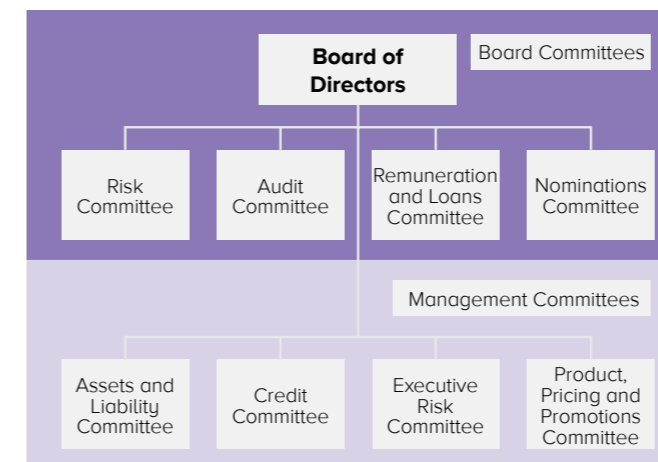 Board of
Directors
Board Committees
Risk
Committee
Audit
Committee
Remuneration
and Loans
Committee
Nominations
Committee
Management Committees
Assets and
Liability
Committee
Credit
Committee
Executive
Risk
Committee
Product,
Pricing and
Promotions
Committee